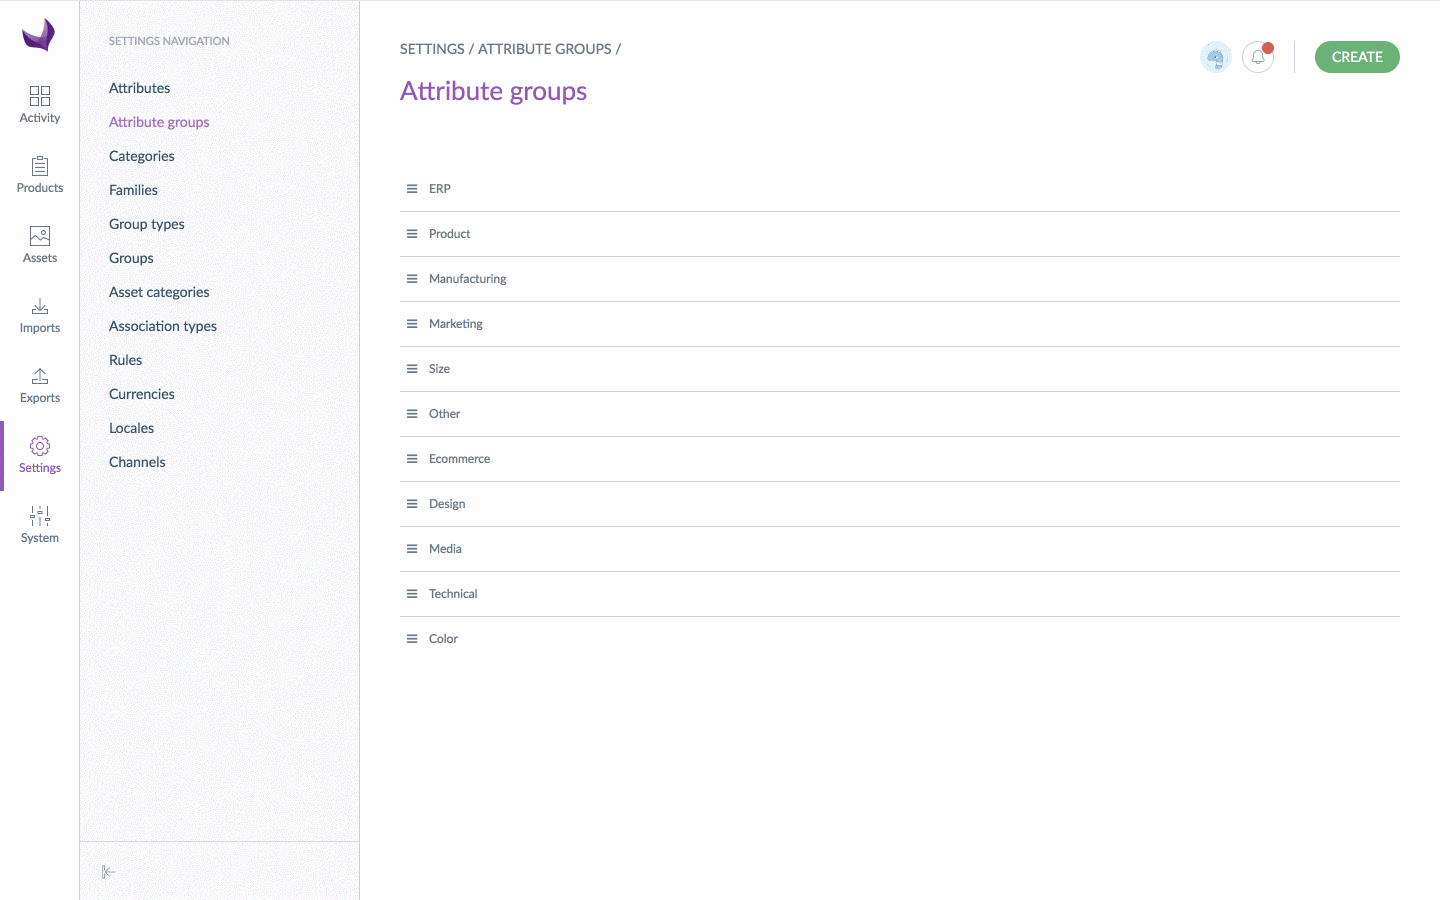 Activity
Products
Assets
Imports
Exports
Settings
System
SETTINGS NAVIGATION
Attributes
Attribute groups
Categories
Families
Group types
Groups
Asset categories
Association types
Rules
Currencies
Locales
Channels
SETTINGS / ATTRIBUTE GROUPS /
Attribute groups
CREATE
ERP
Product
Manufacturing
Marketing
Size
Other
Ecommerce
Design
Media
Technical
Color